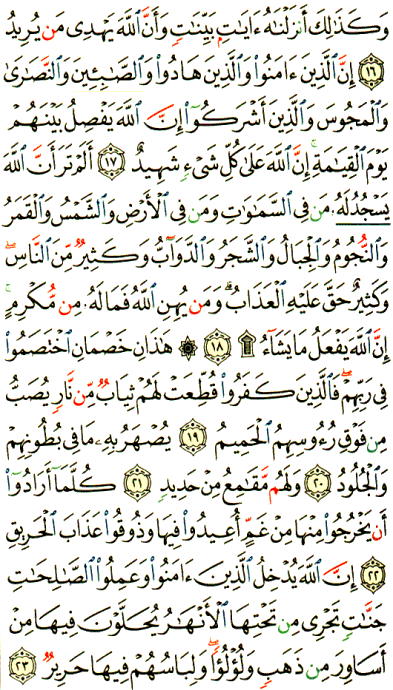 وَكَذَٰلِكَ أَنزَلْنَٰهُ ءَايَٰتٍۭ بَيِّنَٰتٍ وَأَنَّ ٱللَّهَ يَهْدِى مَن يُرِيدُ
۝١٦ إِنَّ ٱلَّذِينَ ءَامَنُوا۟ وَٱلَّذِينَ هَادُوا۟ وَٱلصَّٰبِـِٔينَ وَٱلنَّصَٰرَىٰ
وَٱلْمَجُوسَ وَٱلَّذِينَ أَشْرَكُوٓا۟ إِنَّ ٱللَّهَ يَفْصِلُ بَيْنَهُمْ
يَوْمَ ٱلْقِيَٰمَةِ ۚ إِنَّ ٱللَّهَ عَلَىٰ كُلِّ شَىْءٍ شَهِيدٌ ۝١٧ أَلَمْ تَرَ أَنَّ ٱللَّهَ
يَسْجُدُ لَهُۥ مَن فِى ٱلسَّمَٰوَٰتِ وَمَن فِى ٱلْأَرْضِ وَٱلشَّمْسُ وَٱلْقَمَرُ
وَٱلنُّجُومُ وَٱلْجِبَالُ وَٱلشَّجَرُ وَٱلدَّوَآبُّ وَكَثِيرٌ مِّنَ ٱلنَّاسِ ۖ
وَكَثِيرٌ حَقَّ عَلَيْهِ ٱلْعَذَابُ ۗ وَمَن يُهِنِ ٱللَّهُ فَمَا لَهُۥ مِن مُّكْرِمٍ ۚ
إِنَّ ٱللَّهَ يَفْعَلُ مَا يَشَآءُ ۩ ۝١٨ ۞ هَٰذَانِ خَصْمَانِ ٱخْتَصَمُوا۟
فِى رَبِّهِمْ ۖ فَٱلَّذِينَ كَفَرُوا۟ قُطِّعَتْ لَهُمْ ثِيَابٌ مِّن نَّارٍ يُصَبُّ
مِن فَوْقِ رُءُوسِهِمُ ٱلْحَمِيمُ ۝١٩ يُصْهَرُ بِهِۦ مَا فِى بُطُونِهِمْ
وَٱلْجُلُودُ ۝٢٠ وَلَهُم مَّقَٰمِعُ مِنْ حَدِيدٍ ۝٢١ كُلَّمَآ أَرَادُوٓا۟
أَن يَخْرُجُوا۟ مِنْهَا مِنْ غَمٍّ أُعِيدُوا۟ فِيهَا وَذُوقُوا۟ عَذَابَ ٱلْحَرِيقِ
۝٢٢ إِنَّ ٱللَّهَ يُدْخِلُ ٱلَّذِينَ ءَامَنُوا۟ وَعَمِلُوا۟ ٱلصَّٰلِحَٰتِ
جَنَّٰتٍ تَجْرِى مِن تَحْتِهَا ٱلْأَنْهَٰرُ يُحَلَّوْنَ فِيهَا مِنْ
أَسَاوِرَ مِن ذَهَبٍ وَلُؤْلُؤًا ۖ وَلِبَاسُهُمْ فِيهَا حَرِيرٌ ۝٢٣